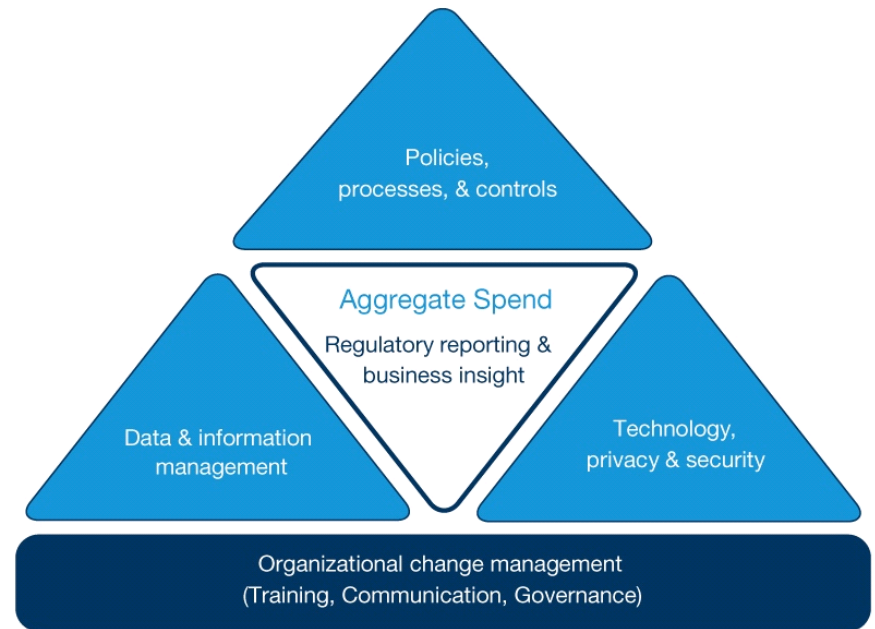 Policies,
processes, & controls
Aggregate Spend
Regulatory reporting &
business insight
Data & information
management
Technology,
privacy & security
Organizational change management
(Training, Communication, Governance)